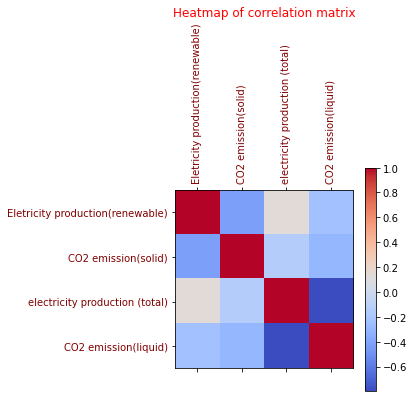 Heatmap of correlation matrix
Eletricity production(renewable)
CO2 emission(solid)
electricity production (total)
CO2 emission(liquid)
Eletricity production(renewable)
CO2 emission(solid)
electricity production (total)
CO2 emission(liquid)
1.0
0.8
0.6
0.4
0.2
0.0
−0.2
−0.4
−0.6